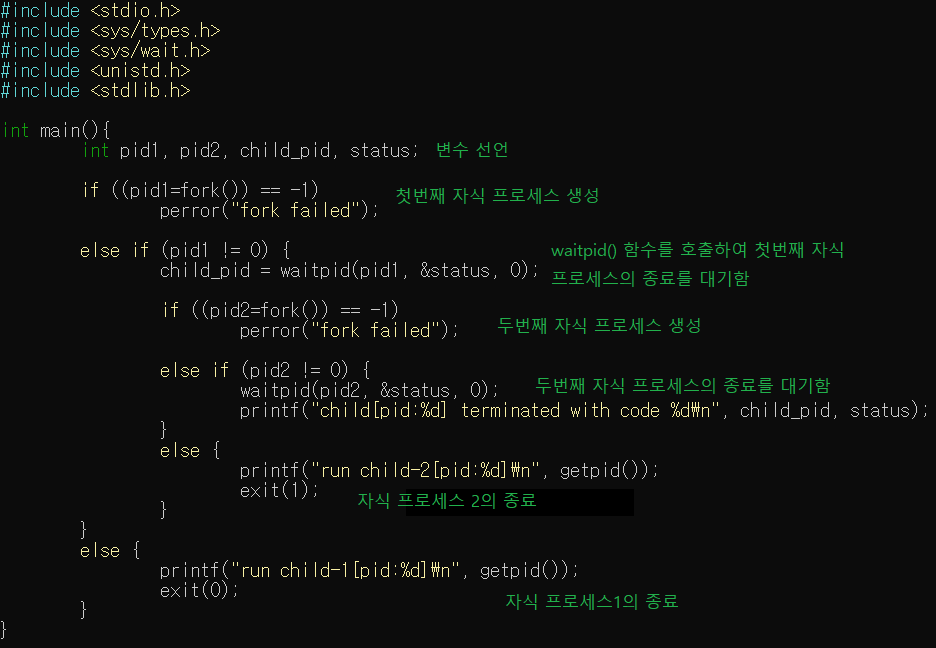 #include <stdio.h>
#include <sys/types.h>
#include <sys/wait.h>
#include <unistd.h>
#include <stdlib.h>
int main(){
int pid1, pid2, child_pid, status; 변수 선언
if ((pid1=fork()) == -1) 첫번째 자식 프로세스 생성
perror("fork failed");
else if (pid1 != 0) { waitpid() 함수를 호출하여 첫번째 자식
child_pid = waitpid(pid1, &status, 0); 프로세스의 종료를 대기함
if ((pid2=fork()) == -1)
perror("fork failed"); 두번째 자식 프로세스 생성
else if (pid2 != 0) {
waitpid(pid2, &status, 0); 두번째 자식 프로세스의 종료를 대기함
printf("child[pid:%d] terminated with code %d₩n", child_pid, status);
}
else {
printf("run child-2[pid:%d]₩n", getpid());
exit(1); 자식 프로세스 2의 종료
}
}
else {
printf("run child-1[pid:%d]₩n", getpid());
exit(0); 자식 프로세스1의 종료
}
}